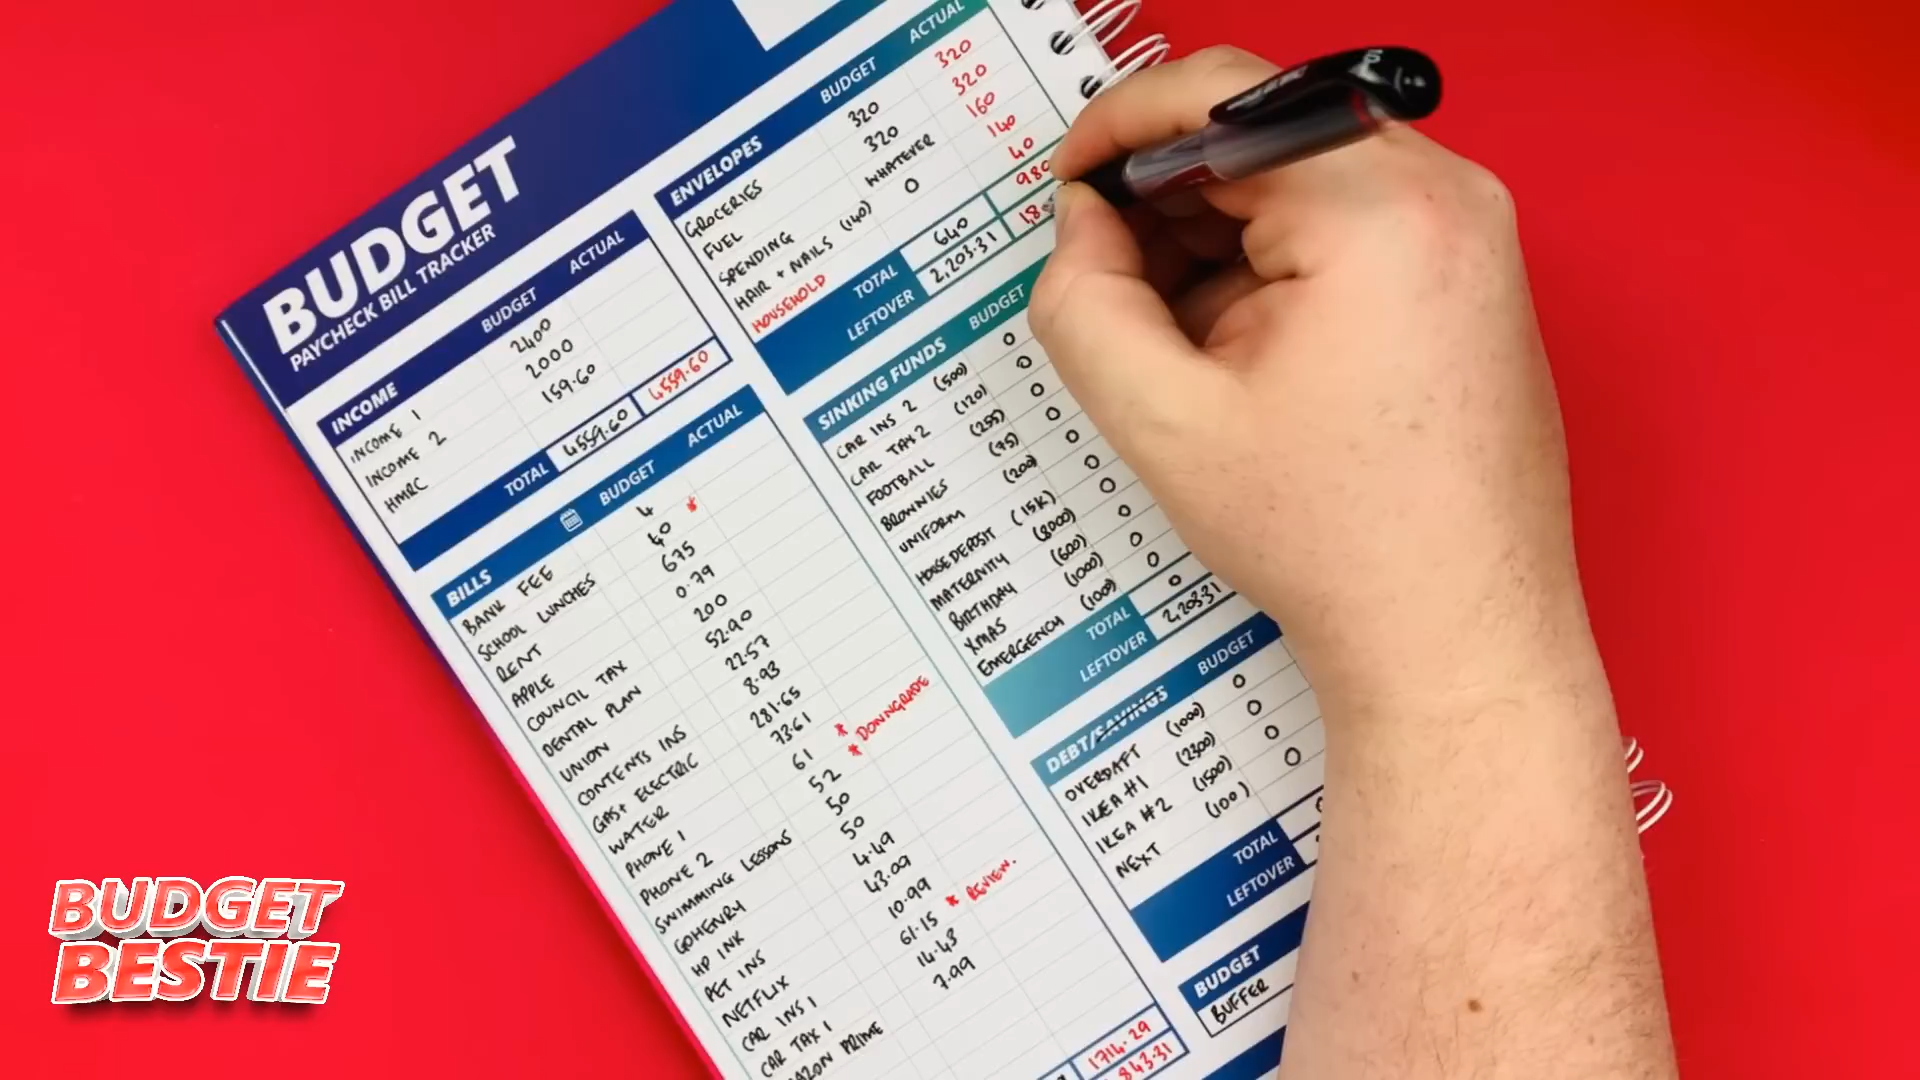 BUDGET
PAYCHECK BILL TRACKER
INCOME BUDGET ACTUAL
INCOME 1 2400
INCOME 2 2000
HMRC 159.60
TOTAL 4559.60 4559.60
BILLS BUDGET ACTUAL
BANK FEE 4
SCHOOL LUNCHES 40 *
RENT 675
APPLE 0.79
COUNCIL TAX 200
DENTAL PLAN 52.90
UNION 22.57
CONTENTS INS 8.93
GAS+ ELECTRIC 281.65
WATER 73.61
PHONE 1 61 *
PHONE 2 52 * DOWNGRADE
SWIMMING LESSONS 50
GOHENRY 50
HP INK 4.49
PET INS 43.09
NETFLIX 10.99
CAR INS 1 61.15 * REVIEW.
CAR TAX 1 14.43
AZON PRIME 7.99
1714.29
843.31
ENVELOPES BUDGET ACTUAL
GROCERIES 320 320
FUEL 320 320
SPENDING WHATEVER 160
HAIR + NAILS (140) 0 140
HOUSEHOLD 40
TOTAL 640 980
LEFTOVER 2,203.31 1,8
SINKING FUNDS BUDGET
CAR INS 2 (500) 0
CAR TAX 2 (120) 0
FOOTBALL (255) 0
BROWNIES (75) 0
UNIFORM (200) 0
HOUSE DEPOSIT (15K) 0
MATERNITY (8000) 0
BIRTHDAY (600) 0
XMAS (1000) 0
EMERGENCY (100) 0
TOTAL 0
LEFTOVER 2,203.31
DEBT/SAVINGS BUDGET
OVERDAFT (1000) 0
IKEA #1 (2300) 0
IKEA #2 (1500) 0
NEXT (100) 0
TOTAL
LEFTOVER
BUDGET
BUFFER
BUDGET
BESTIE